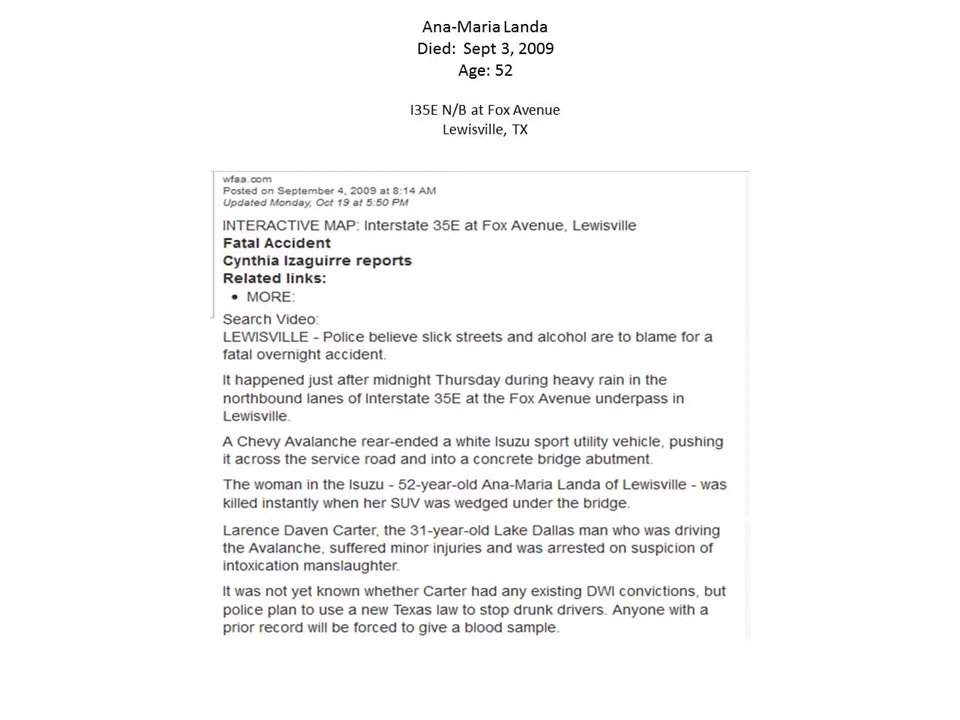 Ana-Maria Landa
Died: Sept 3, 2009
Age: 52
I35E N/B at Fox Avenue
Lewisville, TX
wfaa.com
Posted on September 4, 2009 at 8:14 AM
Updated Monday, Oct 19 at 5:50 PM
INTERACTIVE MAP: Interstate 35E at Fox Avenue, Lewisville
Fatal Accident
Cynthia Izaguirre reports
Related links:
• MORE:
Search Video:
LEWISVILLE - Police believe slick streets and alcohol are to blame for a
fatal overnight accident.
It happened just after midnight Thursday during heavy rain in the
northbound lanes of Interstate 35E at the Fox Avenue underpass in
Lewisville.
A Chevy Avalanche rear-ended a white Isuzu sport utility vehicle, pushing
it across the service road and into a concrete bridge abutment.
The woman in the Isuzu - 52-year-old Ana-Maria Landa of Lewisville - was
killed instantly when her SUV was wedged under the bridge.
Larence Daven Carter, the 31-year-old Lake Dallas man who was driving
the Avalanche, suffered minor injuries and was arrested on suspicion of
intoxication manslaughter.
It was not yet known whether Carter had any existing DWI convictions, but
police plan to use a new Texas law to stop drunk drivers. Anyone with a
prior record will be forced to give a blood sample.